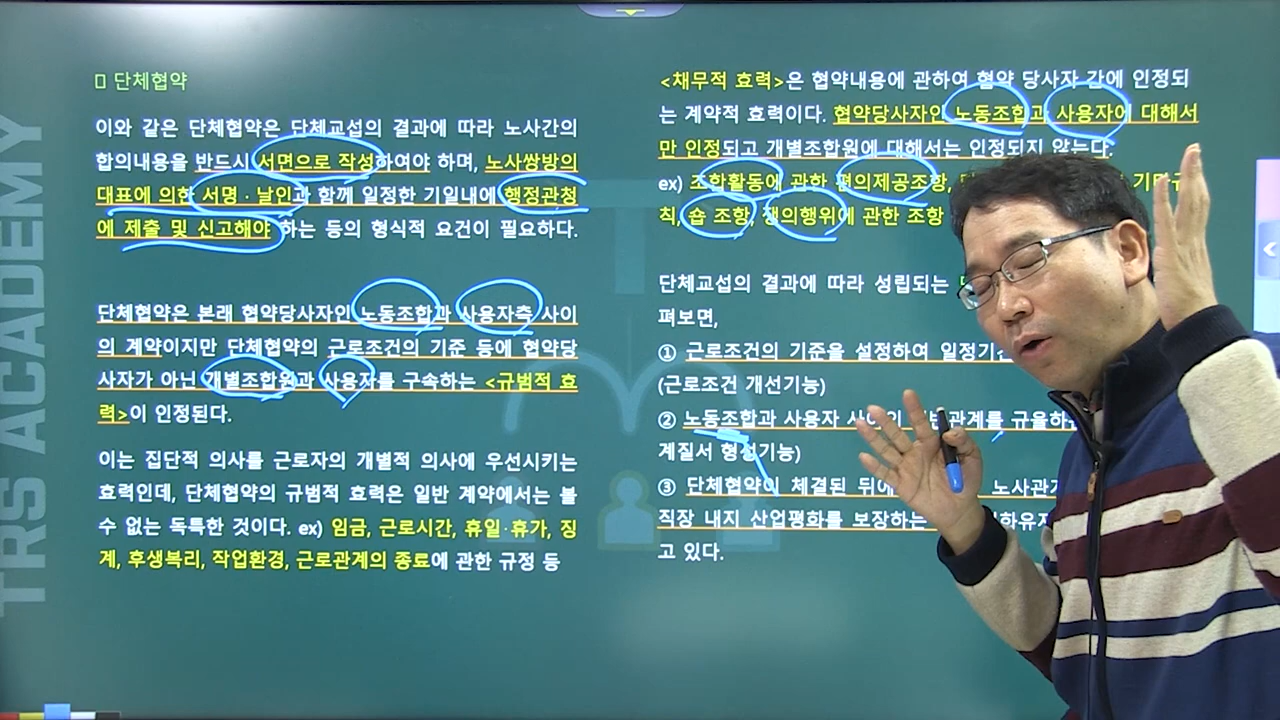 TRS ACADEMY
▯ 단체협약
이와 같은 단체협약은 단체교섭의 결과에 따라 노사간의
합의내용을 반드시 서면으로 작성하여야 하며, 노사쌍방의
대표에 의한 서명 · 날인과 함께 일정한 기일내에 행정관청
에 제출 및 신고해야 하는 등의 형식적 요건이 필요하다.
단체협약은 본래 협약당사자인 노동조합과 사용자측 사이
의 계약이지만 단체협약의 근로조건의 기준 등에 협약당
사자가 아닌 개별조합원과 사용자를 구속하는 <규범적 효
력>이 인정된다.
이는 집단적 의사를 근로자의 개별적 의사에 우선시키는
효력인데, 단체협약의 규범적 효력은 일반 계약에서는 볼
수 없는 독특한 것이다. ex) 임금, 근로시간, 휴일·휴가, 징
계, 후생복리, 작업환경, 근로관계의 종료에 관한 규정 등
<채무적 효력>은 협약내용에 관하여 협약 당사자 간에 인정되
는 계약적 효력이다. 협약당사자인 노동조합과 사용자에 대해서
만 인정되고 개별조합원에 대해서는 인정되지 않는다.
ex) 조합활동에 관한 편의제공조항,
칙, 숍 조항, 쟁의행위에 관한 조항
단체교섭의 결과에 따라 성립되는
펴보면,
① 근로조건의 기준을 설정하여
(근로조건 개선기능)
② 노동조합과 사용자
계질서 형성기능)
③ 단체협약이 체결된 뒤에
직장 내지 산업평화를 보장하는
고 있다.